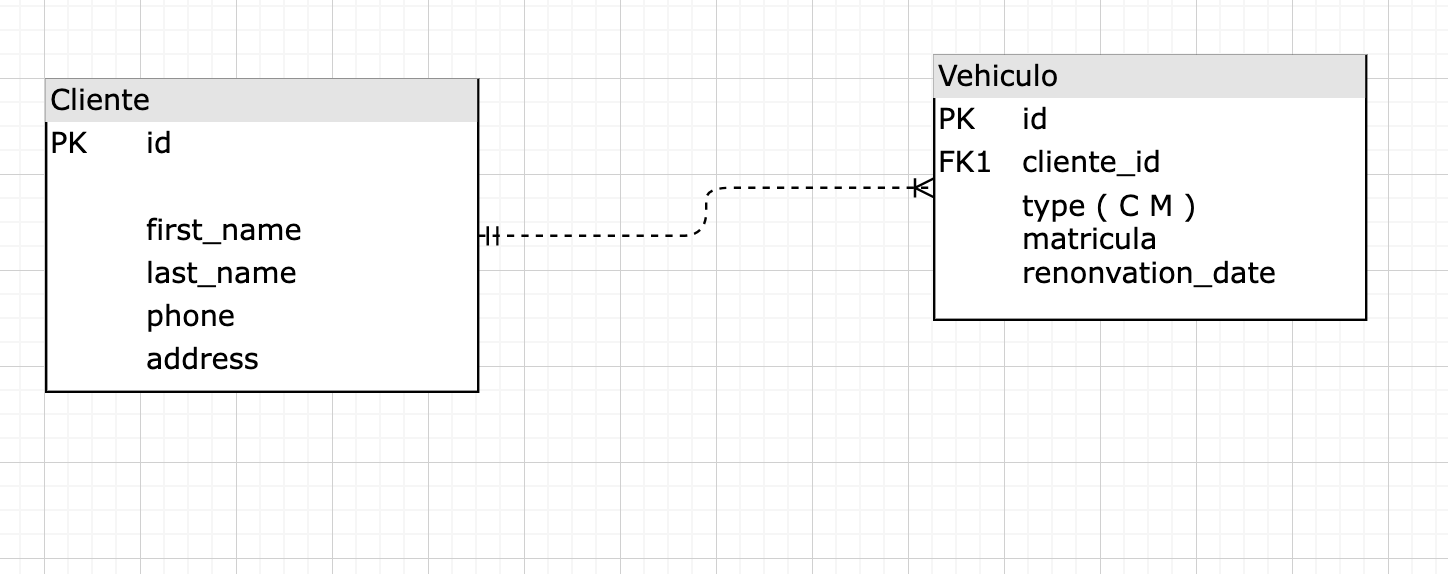 Cliente
PK id
first_name
last_name
phone
address
Vehiculo
PK id
FK1 cliente_id
type ( C M )
matricula
renonvation_date